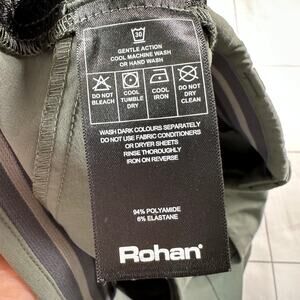 30
GENTLE ACTION
COOL MACHINE WASH
OR HAND WASH
DO NOT BLEACH
COOL TUMBLE DRY
COOL IRON
DO NOT DRY CLEAN
WASH DARK COLOURS SEPARATELY
DO NOT USE FABRIC CONDITIONERS
OR DRYER SHEETS
RINSE THOROUGHLY
IRON ON REVERSE
94% POLYAMIDE
6% ELASTANE
Rohan®